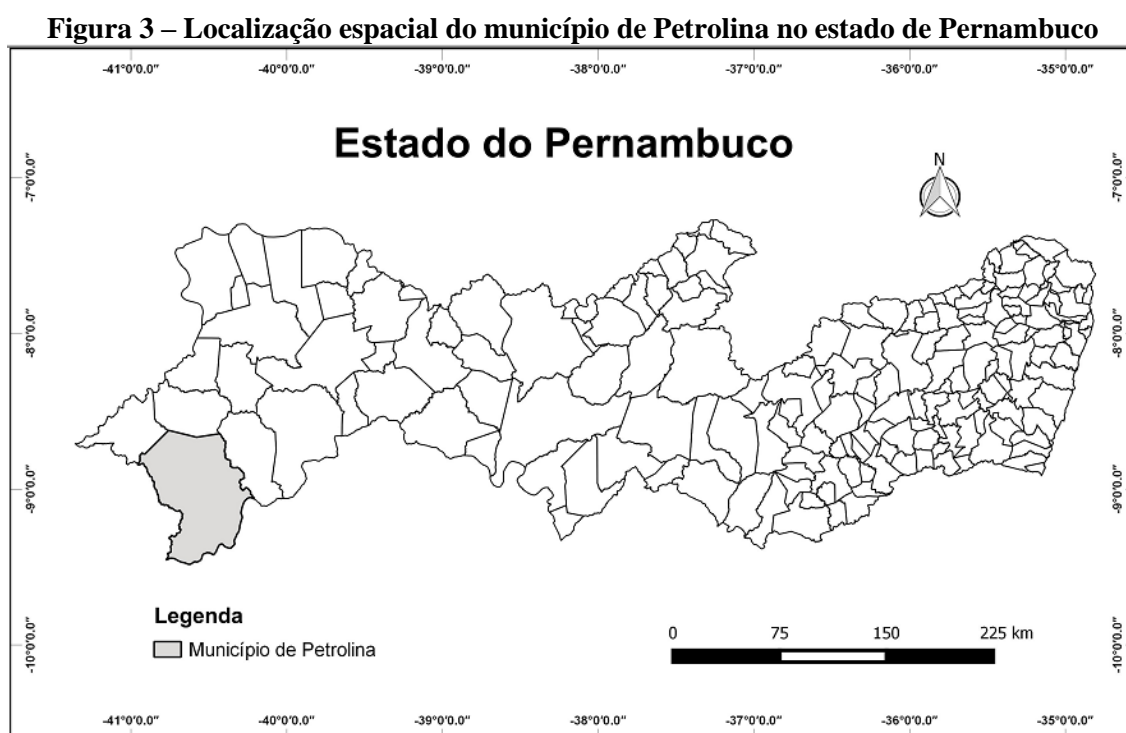 Figura 3 – Localização espacial do município de Petrolina no estado de Pernambuco
-41°0'0.0" -40°0'0.0" -39°0'0.0" -38°0'0.0" -37°0'0.0" -36°0'0.0" -35°0'0.0"
Estado do Pernambuco
N
-7°0'0.0" -7°0'0.0"
-8°0'0.0" -8°0'0.0"
-9°0'0.0" -9°0'0.0"
Legenda
Município de Petrolina
0 75 150 225 km
-10°0'0.0" -10°0'0.0"
-41°0'0.0" -40°0'0.0" -39°0'0.0" -38°0'0.0" -37°0'0.0" -36°0'0.0" -35°0'0.0"